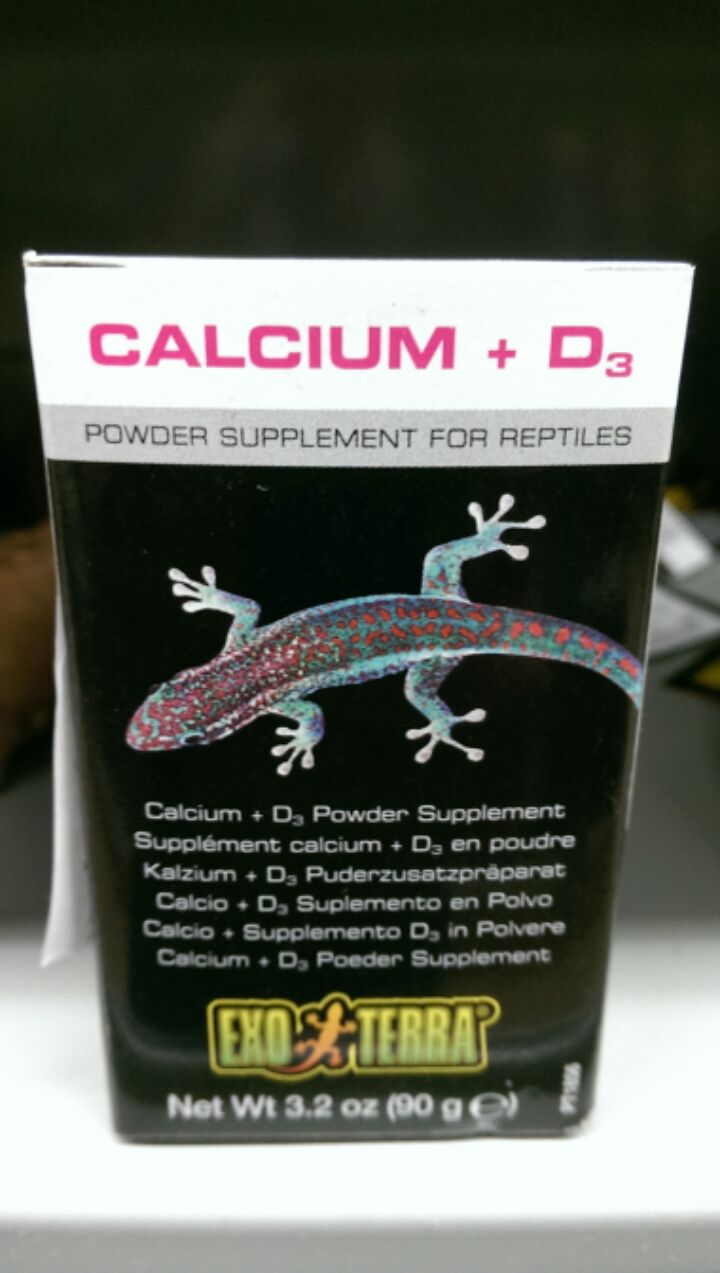 CALCIUM + D₃
POWDER SUPPLEMENT FOR REPTILES
Calcium + D₃ Powder Supplement
Supplément calcium + D₃ en poudre
Kalzium + D₃ Puderzusatzpräparat
Calcio + D₃ Suplemento en Polvo
Calcio + Supplemento D₃ in Polvere
Calcium + D₃ Poeder Supplement
EXO TERRA®
Net Wt 3.2 oz (90 g ℮)